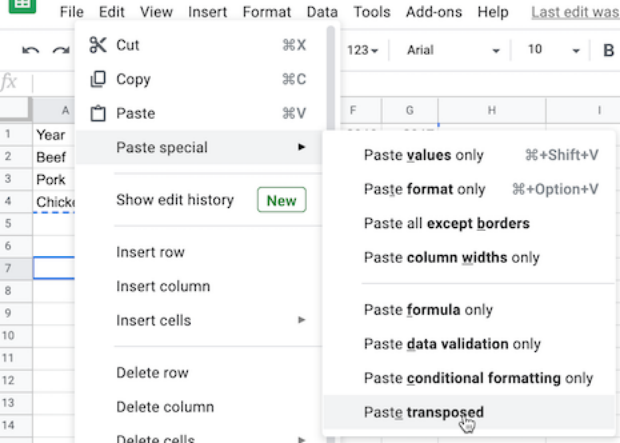 File Edit View Insert Format Data Tools Add-ons Help Last edit was
123 Arial 10 B
fx
A F G H I
1 Year
2 Beef
3 Pork
4 Chicke
5
6
7
8
9
10
11
12
13
14
Cut ⌘X
Copy ⌘C
Paste ⌘V
Paste special
Show edit history New
Insert row
Insert column
Insert cells
Delete row
Delete column
Delete cells
Paste values only ⌘+Shift+V
Paste format only ⌘+Option+V
Paste all except borders
Paste column widths only
Paste formula only
Paste data validation only
Paste conditional formatting only
Paste transposed